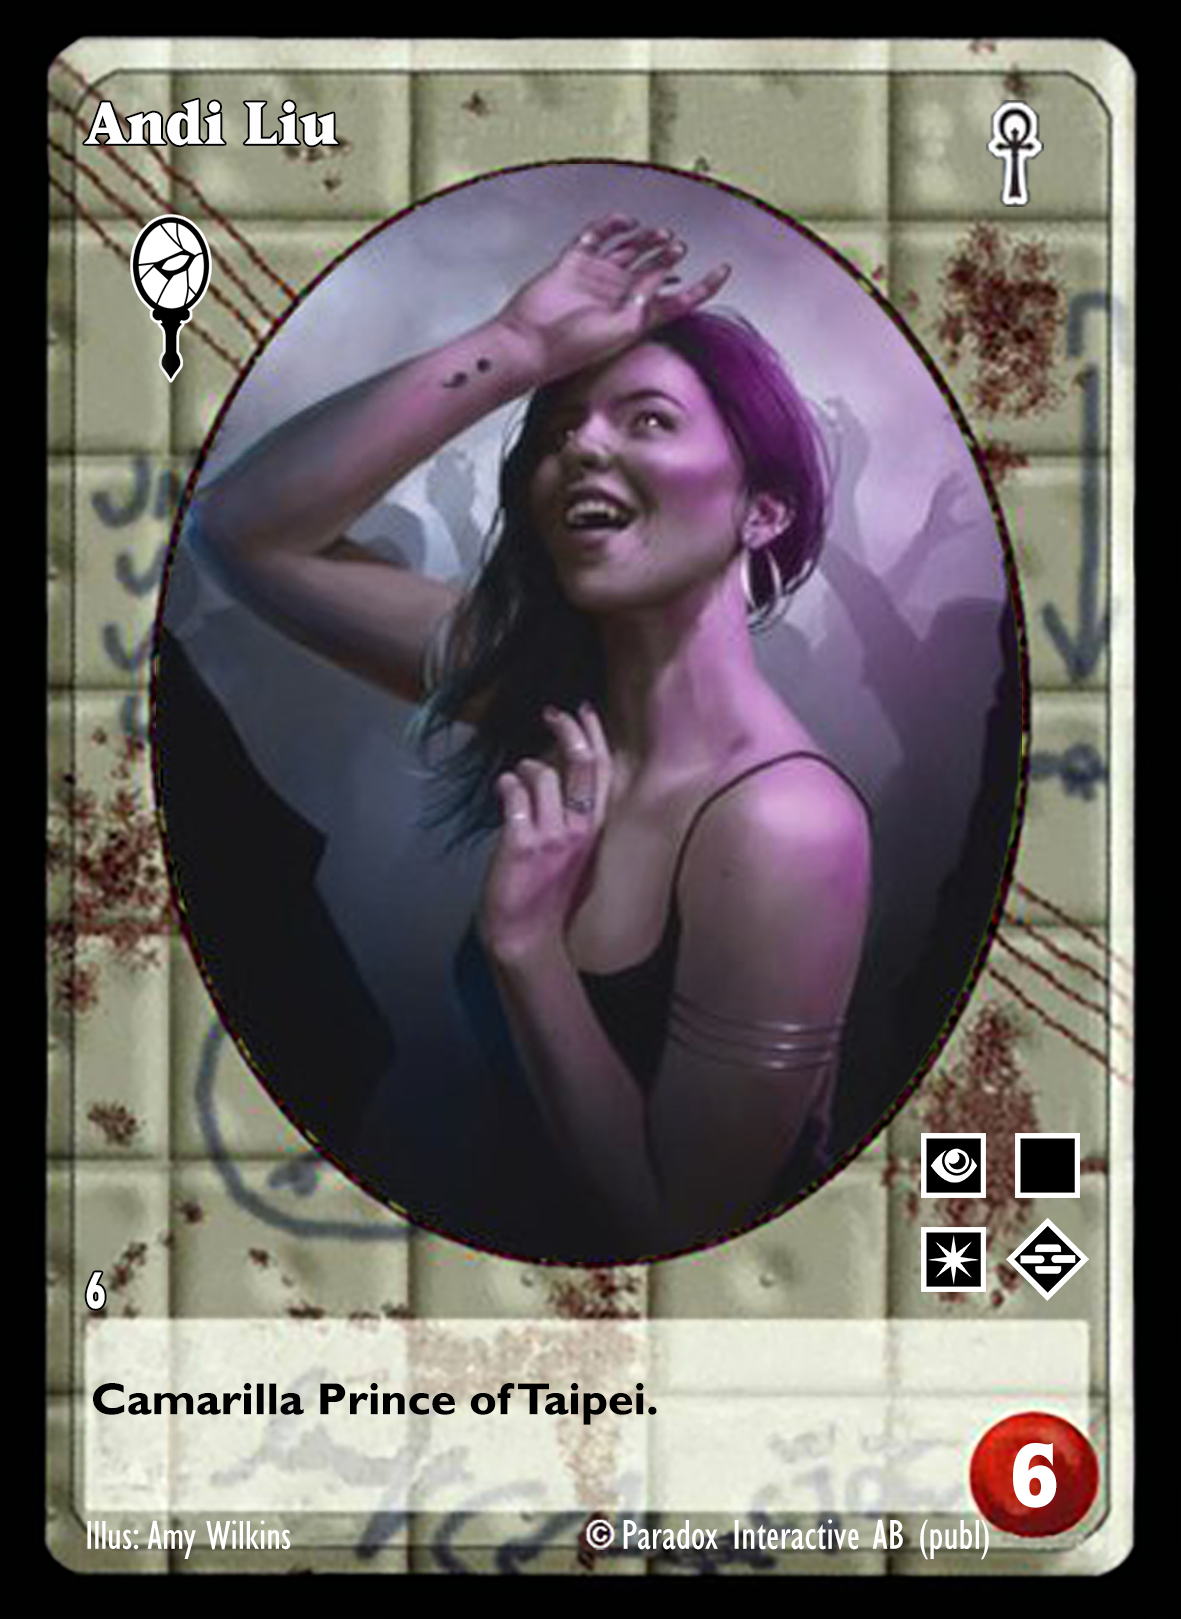 Andi Liu
6
Camarilla Prince of Taipei.
6
Illus: Amy Wilkins
© Paradox Interactive AB (publ)